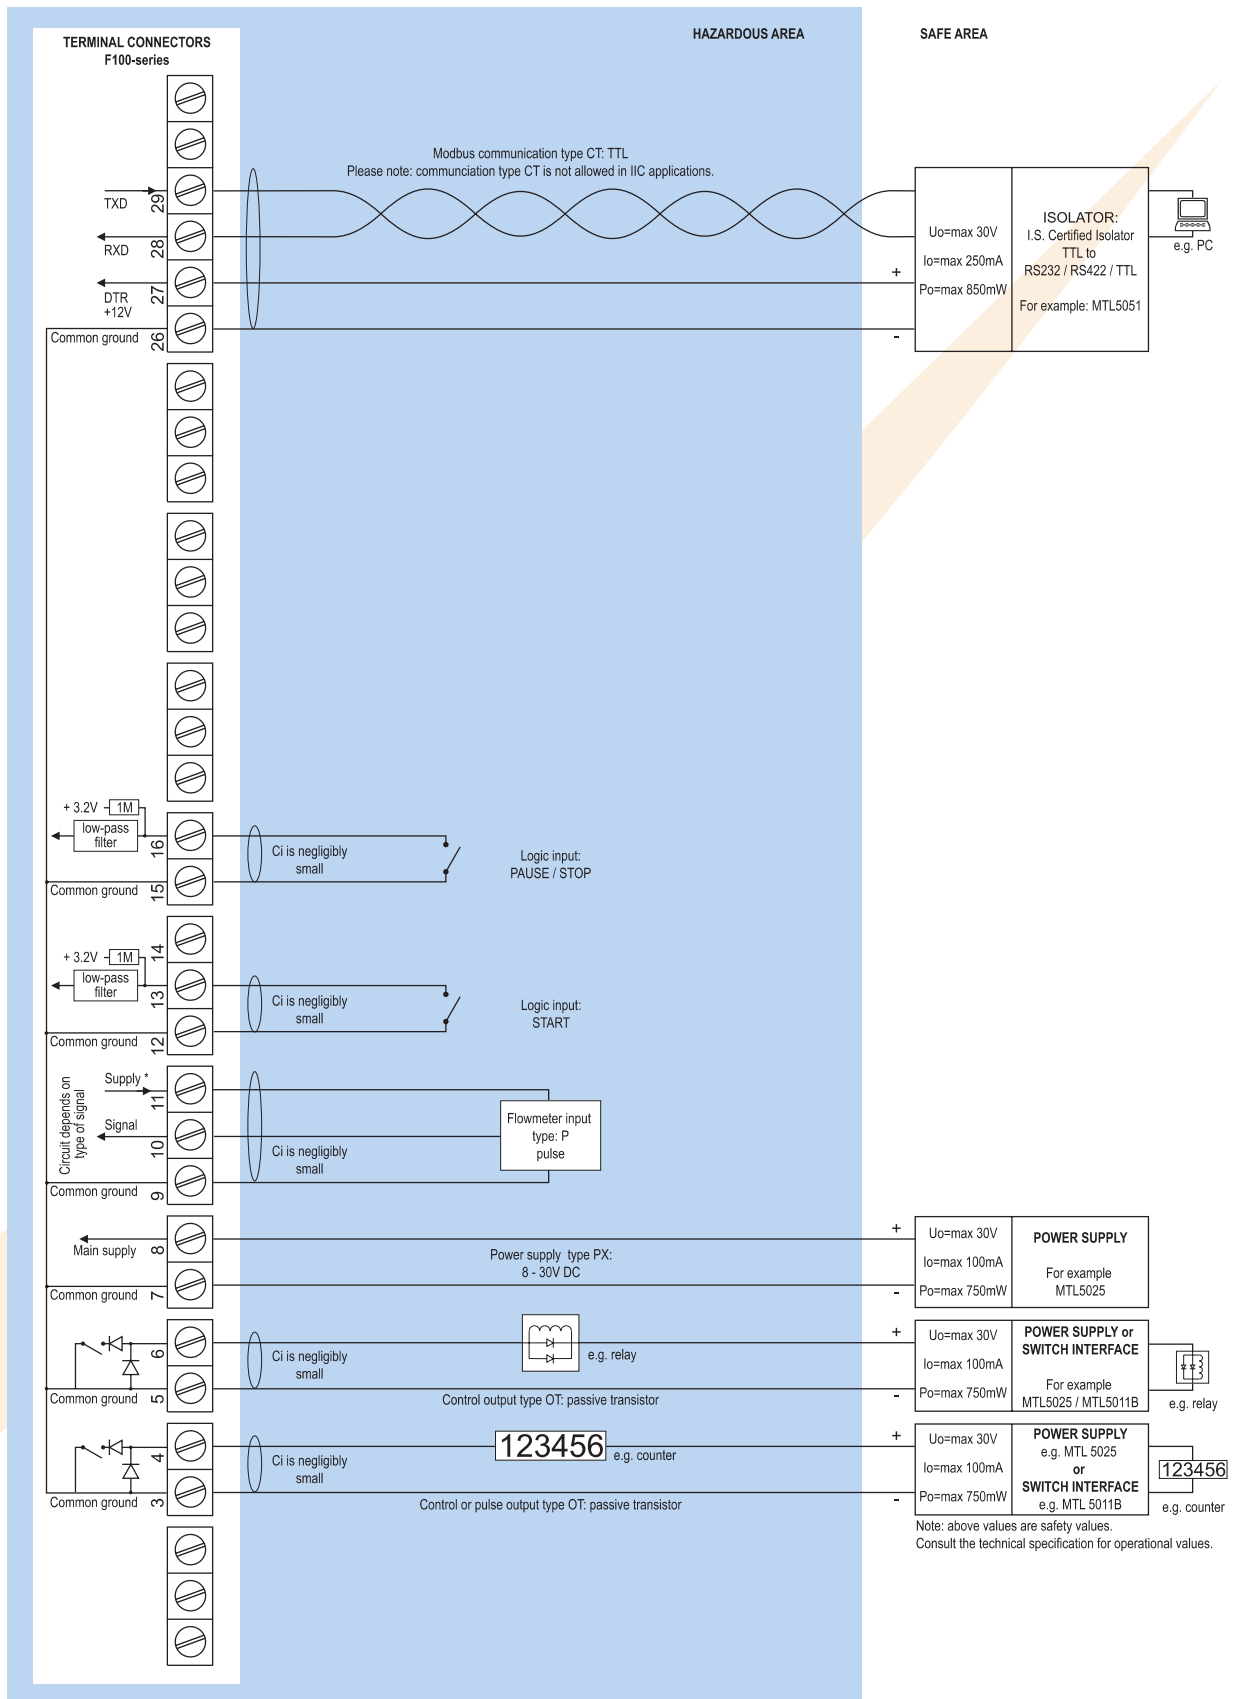 HAZARDOUS AREA
SAFE AREA
TERMINAL CONNECTORS
F100-series
Modbus communication type CT: TTL
Please note: communciation type CT is not allowed in IIC applications.
TXD
29
RXD
28
DTR
+12V
27
Common ground
26
+
-
Uo=max 30V
Io=max 250mA
Po=max 850mW
ISOLATOR:
I.S. Certified Isolator
TTL to
RS232 / RS422 / TTL
For example: MTL5051
e.g. PC
+ 3.2V
1M
low-pass
filter
16
Common ground
15
Ci is negligibly
small
Logic input:
PAUSE / STOP
14
+ 3.2V
1M
low-pass
filter
13
Common ground
12
Ci is negligibly
small
Logic input:
START
Circuit depends on
type of signal
Supply *
11
Signal
10
Common ground
9
Ci is negligibly
small
Flowmeter input
type: P
pulse
Main supply
8
Common ground
7
Power supply type PX:
8 - 30V DC
+
-
Uo=max 30V
Io=max 100mA
Po=max 750mW
POWER SUPPLY
For example
MTL5025
6
Common ground
5
Ci is negligibly
small
e.g. relay
Control output type OT: passive transistor
+
-
Uo=max 30V
Io=max 100mA
Po=max 750mW
POWER SUPPLY or
SWITCH INTERFACE
For example
MTL5025 / MTL5011B
e.g. relay
4
Common ground
3
Ci is negligibly
small
123456
e.g. counter
Control or pulse output type OT: passive transistor
+
-
Uo=max 30V
Io=max 100mA
Po=max 750mW
POWER SUPPLY
e.g. MTL 5025
or
SWITCH INTERFACE
e.g. MTL 5011B
123456
e.g. counter
Note: above values are safety values.
Consult the technical specification for operational values.